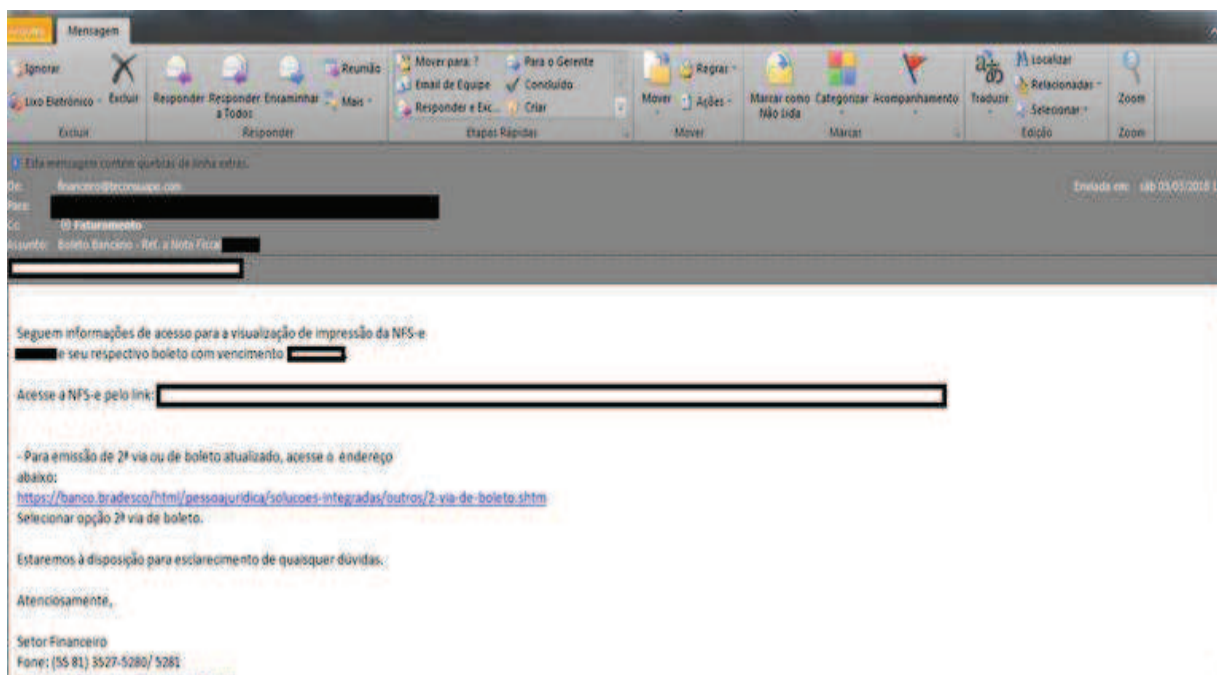 Mensagem
Ignorar
Lixo Eletrônico
Excluir
Responder
Responder a Todos
Encaminhar
Reunião
Mais
Mover para: ?
Para o Gerente
Email de Equipe
Concluído
Responder e Exc...
Criar
Mover
Regras
Ações
Marcar como Não Lida
Categorizar
Acompanhamento
Traduzir
Localizar
Relacionadas
Selecionar
Zoom
Excluir
Responder
Etapas Rápidas
Mover
Marcas
Edição
Zoom
Esta mensagem contém quebras de linha extras.
De:
Enviada em: sáb
Para:
Cc: Faturamento
Assunto: Boleto Bancário - Ref. a Nota Fiscal
Seguem informações de acesso para a visualização de impressão da NFS-e
e seu respectivo boleto com vencimento
Acesse a NFS-e pelo link:
- Para emissão de 2ª via ou de boleto atualizado, acesse o endereço
abaixo:
https://banco.bradesco/html/pessoajuridica/solucoes-integradas/outros/2-via-de-boleto.shtm
Selecionar opção 2ª via de boleto.
Estaremos à disposição para esclarecimento de quaisquer dúvidas.
Atenciosamente,
Setor Financeiro
Fone: (55 81) 3527-5280/ 5281